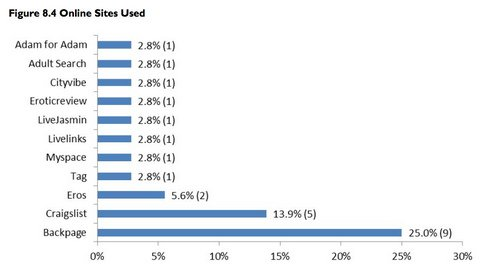 Figure 8.4 Online Sites Used
Adam for Adam 2.8% (1)
Adult Search 2.8% (1)
Cityvibe 2.8% (1)
Eroticreview 2.8% (1)
LiveJasmin 2.8% (1)
Livelinks 2.8% (1)
Myspace 2.8% (1)
Tag 2.8% (1)
Eros 5.6% (2)
Craigslist 13.9% (5)
Backpage 25.0% (9)
0% 5% 10% 15% 20% 25% 30%